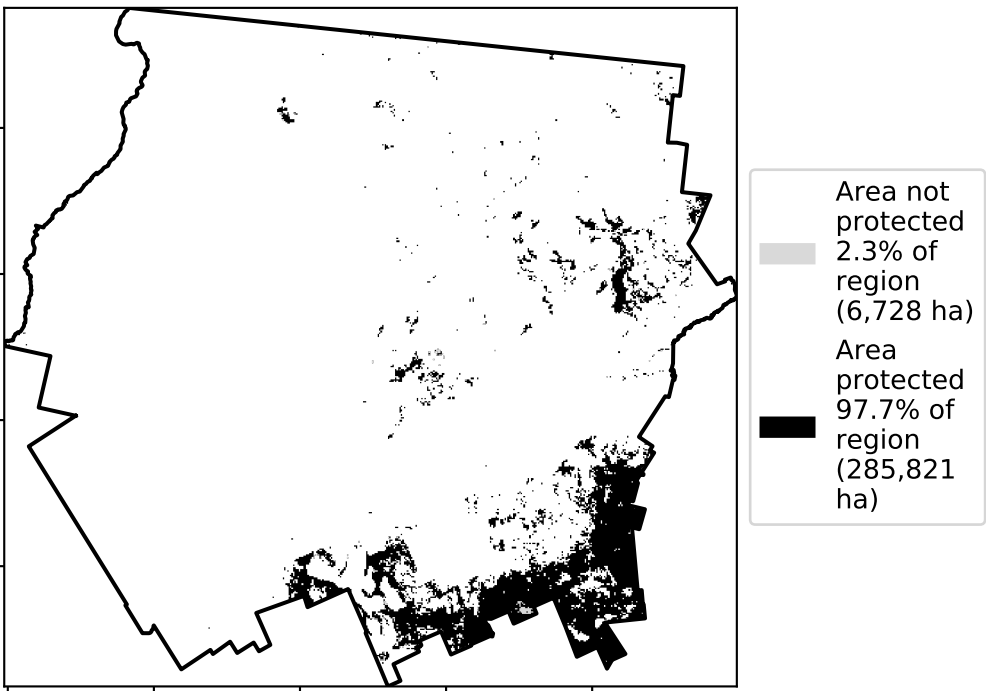 Area not
protected
2.3% of
region
(6,728 ha)
Area
protected
97.7% of
region
(285,821
ha)